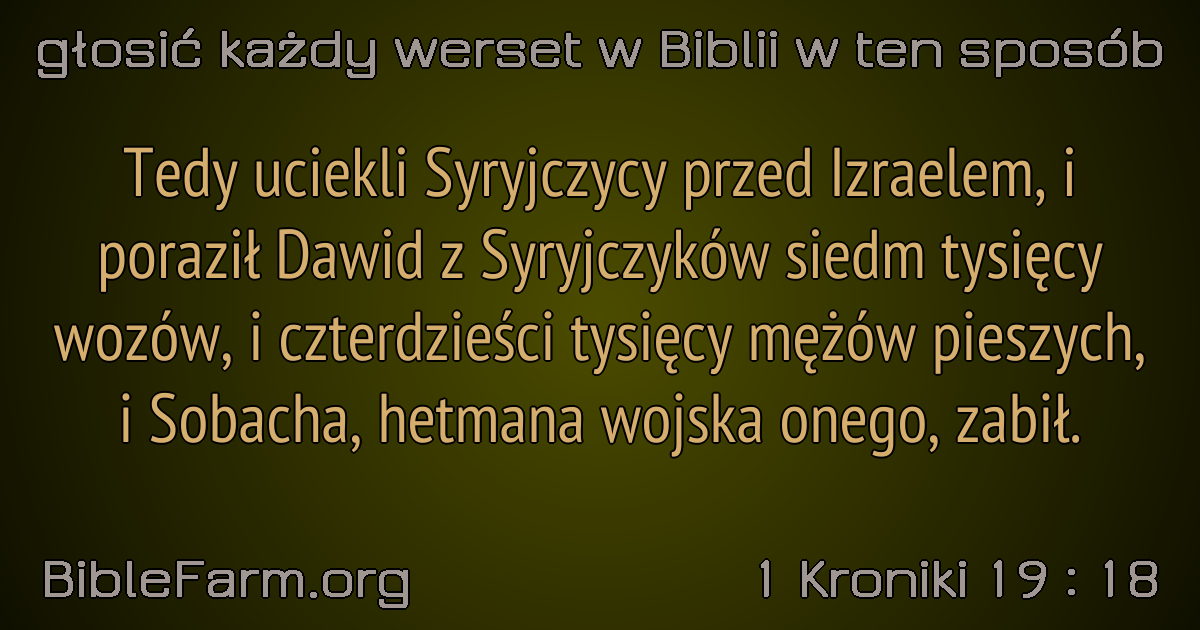 głosić każdy werset w Biblii w ten sposób
Tedy uciekli Syryjczycy przed Izraelem, i
poraził Dawid z Syryjczyków siedm tysięcy
wozów, i czterdzieści tysięcy mężów pieszych,
i Sobacha, hetmana wojska onego, zabił.
BibleFarm.org
1 Kroniki 19 : 18